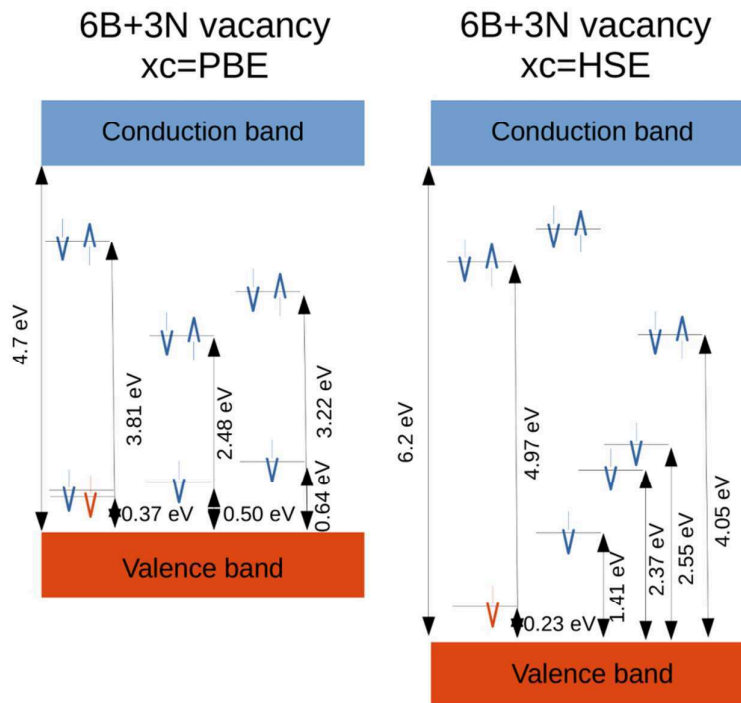 6B+3N vacancy
xc=PBE
Conduction band
4.7 eV
3.81 eV
2.48 eV
3.22 eV
0.37 eV
0.50 eV
0.64 eV
Valence band
6B+3N vacancy
xc=HSE
Conduction band
6.2 eV
4.97 eV
0.23 eV
1.41 eV
2.37 eV
2.55 eV
4.05 eV
Valence band